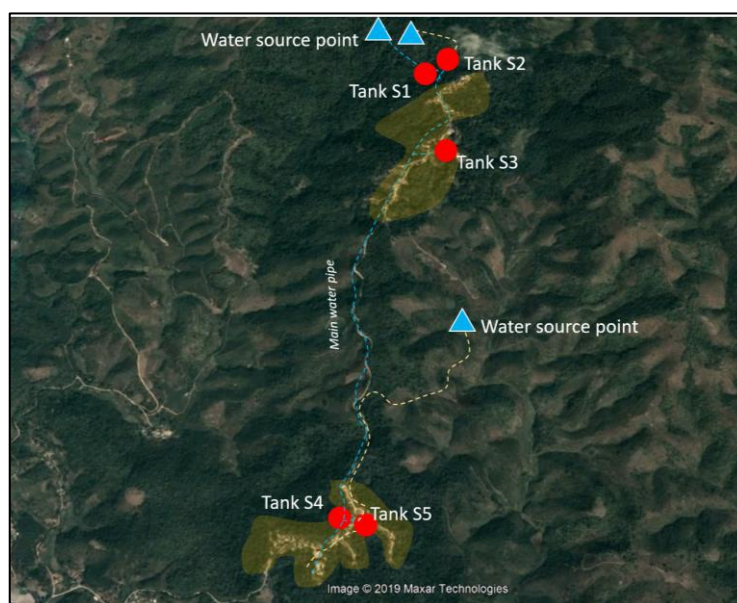 Water source point
Tank S2
Tank S1
Tank S3
Main water pipe
Water source point
Tank S4
Tank S5
Image © 2019 Maxar Technologies